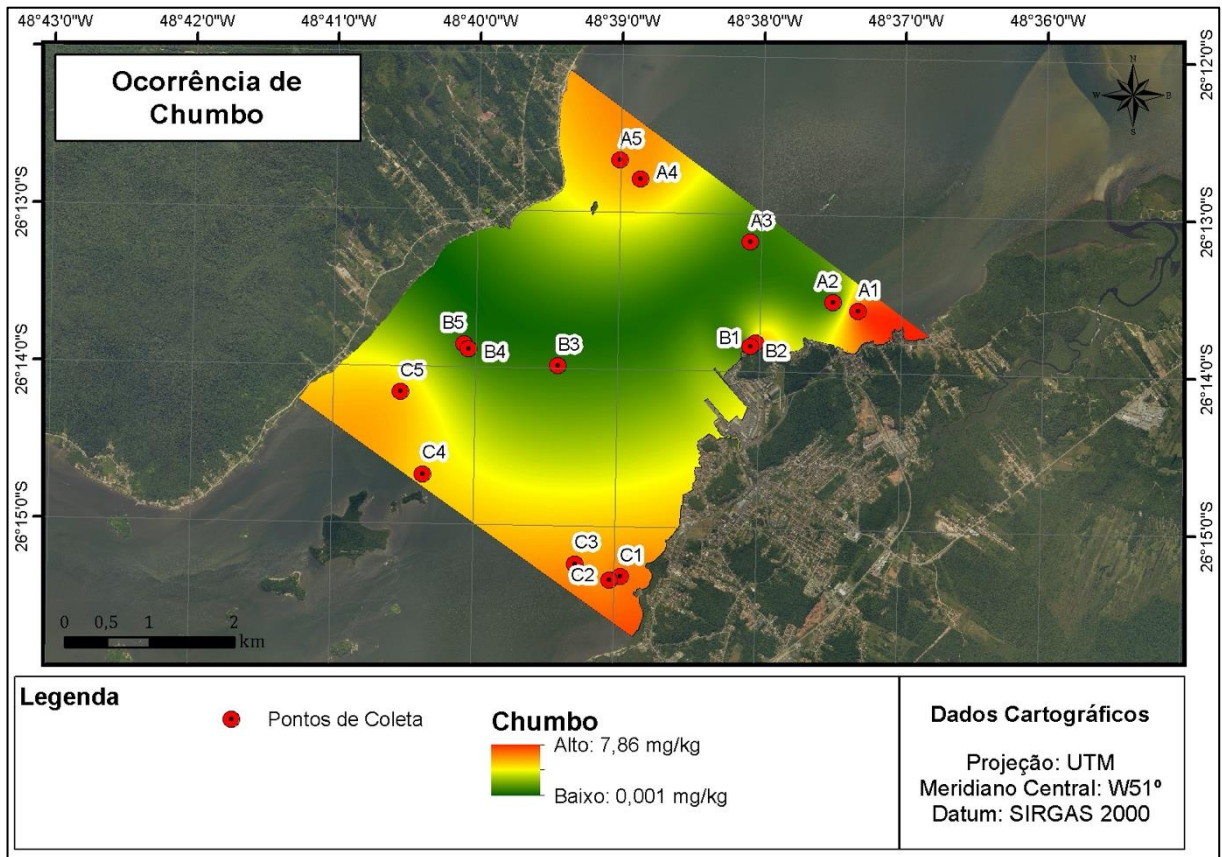 48°43'0"W 48°42'0"W 48°41'0"W 48°40'0"W 48°39'0"W 48°38'0"W 48°37'0"W 48°36'0"W
Ocorrência de
Chumbo
N
W E
S
26°12'0"S
26°13'0"S
26°14'0"S
26°15'0"S
26°13'0"S
26°14'0"S
26°15'0"S
A5
A4
A3
A2
A1
B5
B4
B3
B1
B2
C5
C4
C3
C2
C1
0 0,5 1 2
km
Legenda
Pontos de Coleta
Chumbo
Alto: 7,86 mg/kg
Baixo: 0,001 mg/kg
Dados Cartográficos
Projeção: UTM
Meridiano Central: W51º
Datum: SIRGAS 2000